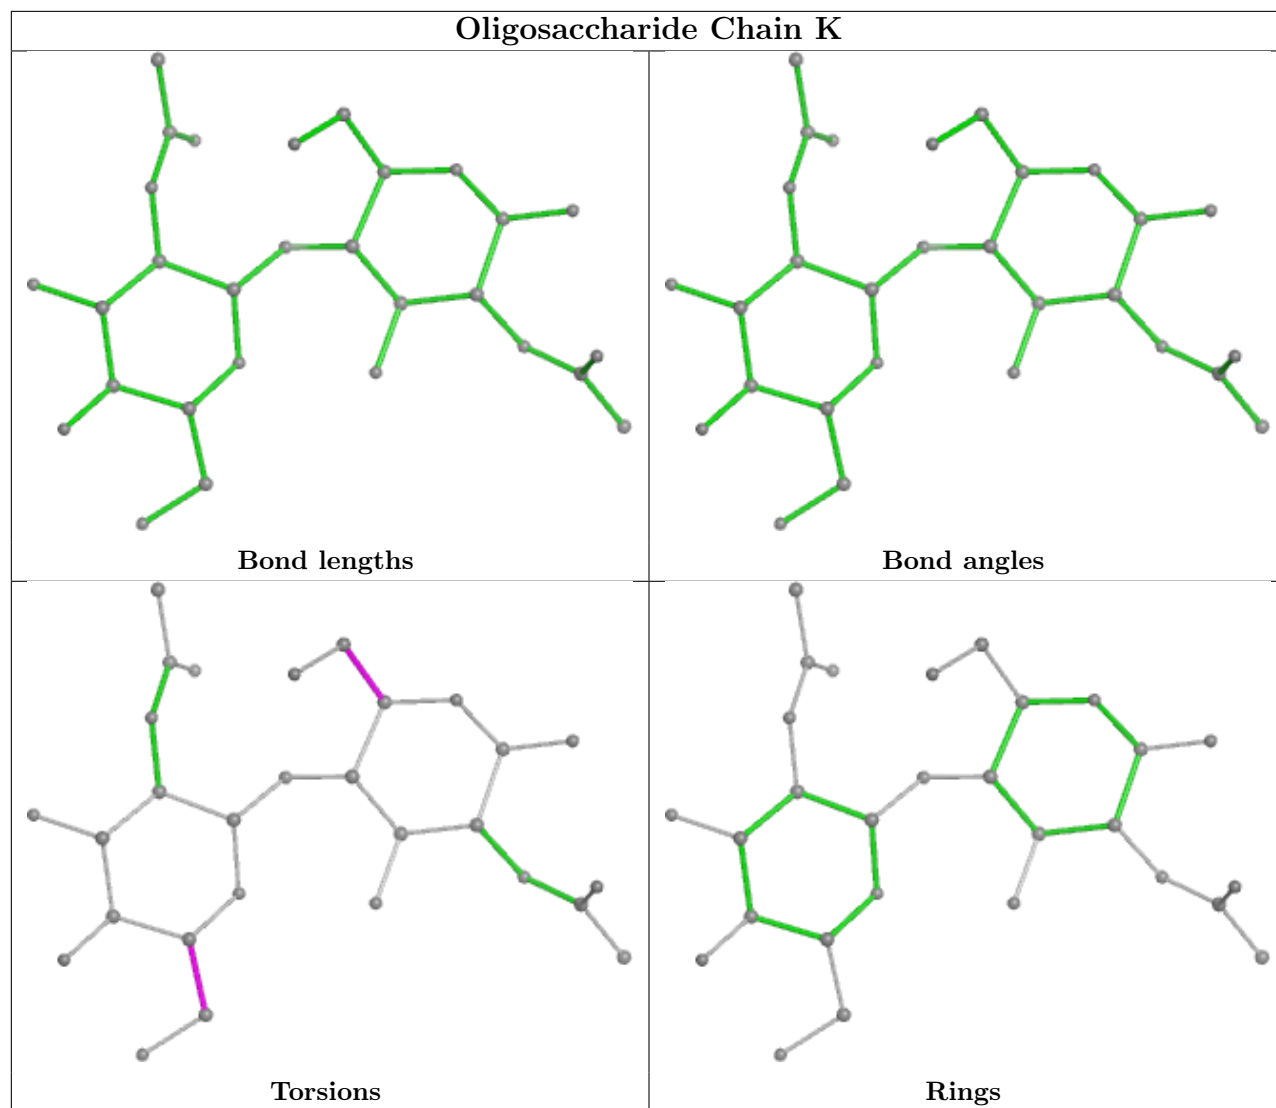 Oligosaccharide Chain K
Bond lengths
Bond angles
Torsions
Rings